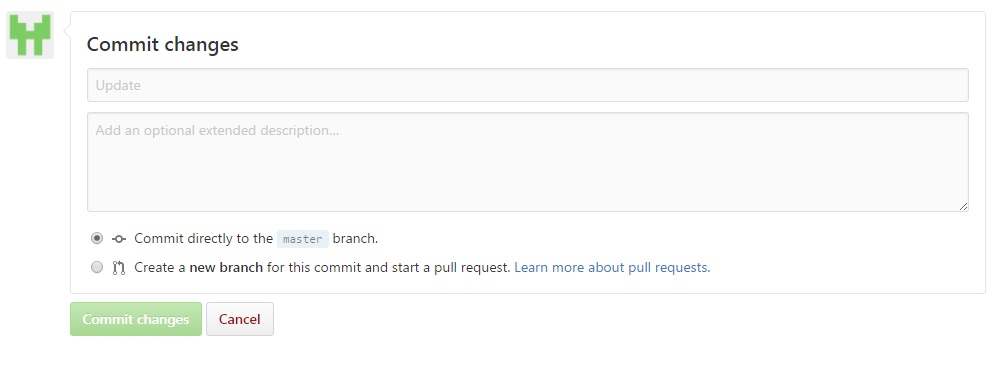 Commit changes
Update
Add an optional extended description...
Commit directly to the master branch.
Create a new branch for this commit and start a pull request. Learn more about pull requests.
Commit changes Cancel